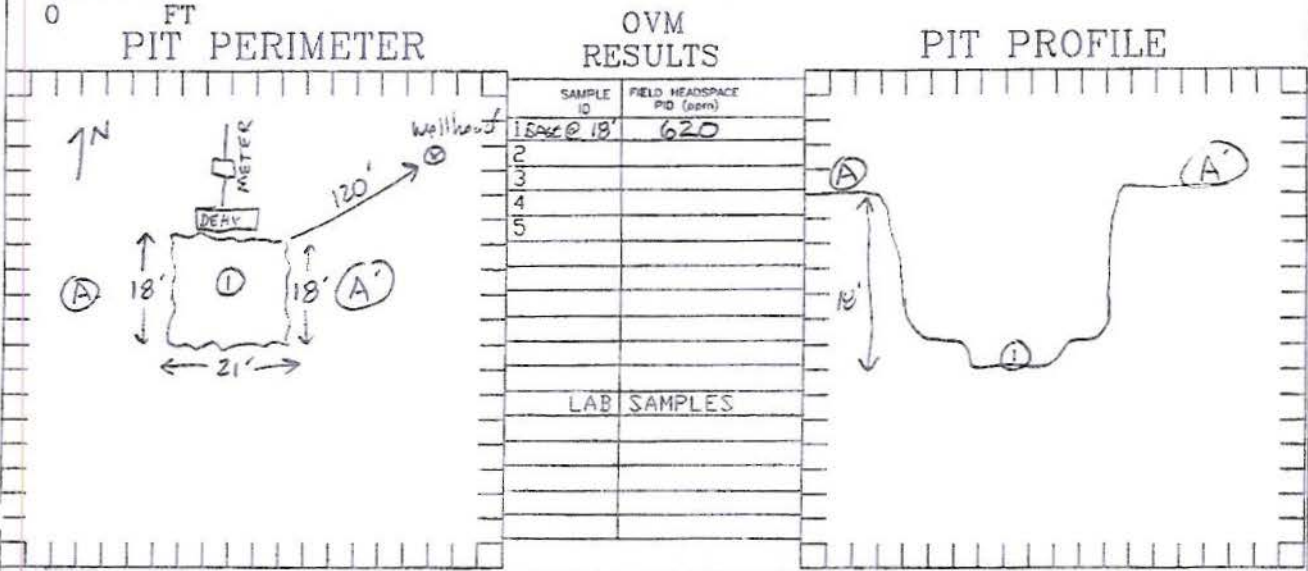 0 FT
PIT PERIMETER
N
METER
DEHY
120'
Wellhead
A
18'
1
18'
A'
21'
OVM
RESULTS
SAMPLE ID FIELD HEADSPACE PID (ppm)
1 BASE @ 18' 620
2
3
4
5
LAB SAMPLES
PIT PROFILE
A
A'
18'
1